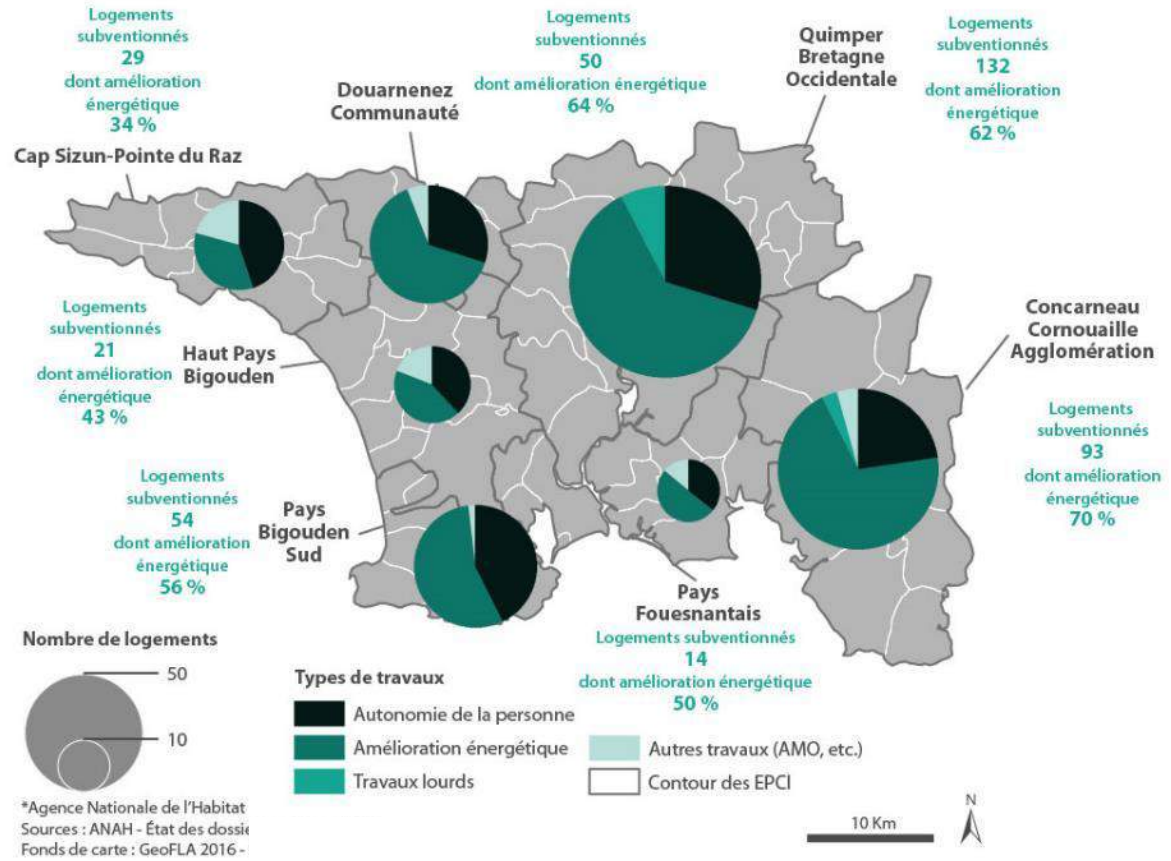 Logements
subventionnés
29
dont amélioration
énergétique
34 %
Cap Sizun-Pointe du Raz
Douarnenez
Communauté
Logements
subventionnés
50
dont amélioration énergétique
64 %
Quimper
Bretagne
Occidentale
Logements
subventionnés
132
dont amélioration
énergétique
62 %
Logements
subventionnés
21
dont amélioration
énergétique
43 %
Haut Pays
Bigouden
Concarneau
Cornouaille
Agglomération
Logements
subventionnés
93
dont amélioration
énergétique
70 %
Logements
subventionnés
54
dont amélioration
énergétique
56 %
Pays
Bigouden
Sud
Pays
Fouesnantais
Logements subventionnés
14
dont amélioration énergétique
50 %
Nombre de logements
50
10
Types de travaux
Autonomie de la personne
Amélioration énergétique
Travaux lourds
Autres travaux (AMO, etc.)
Contour des EPCI
*Agence Nationale de l'Habitat
Sources : ANAH - État des
Fonds de carte : GeoFLA 2016 -
10 Km
N